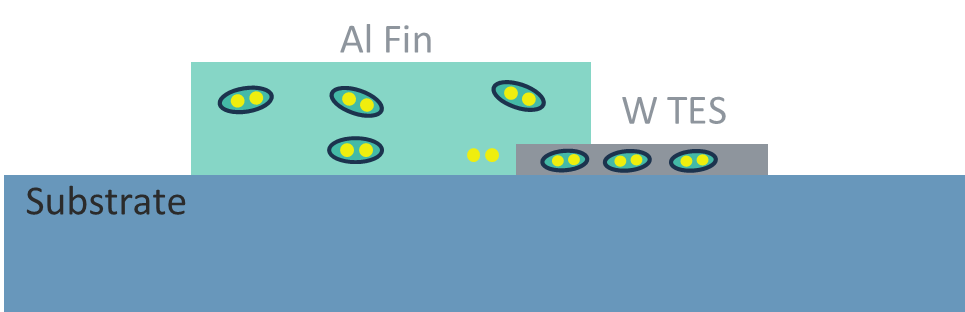 Al Fin
W TES
Substrate